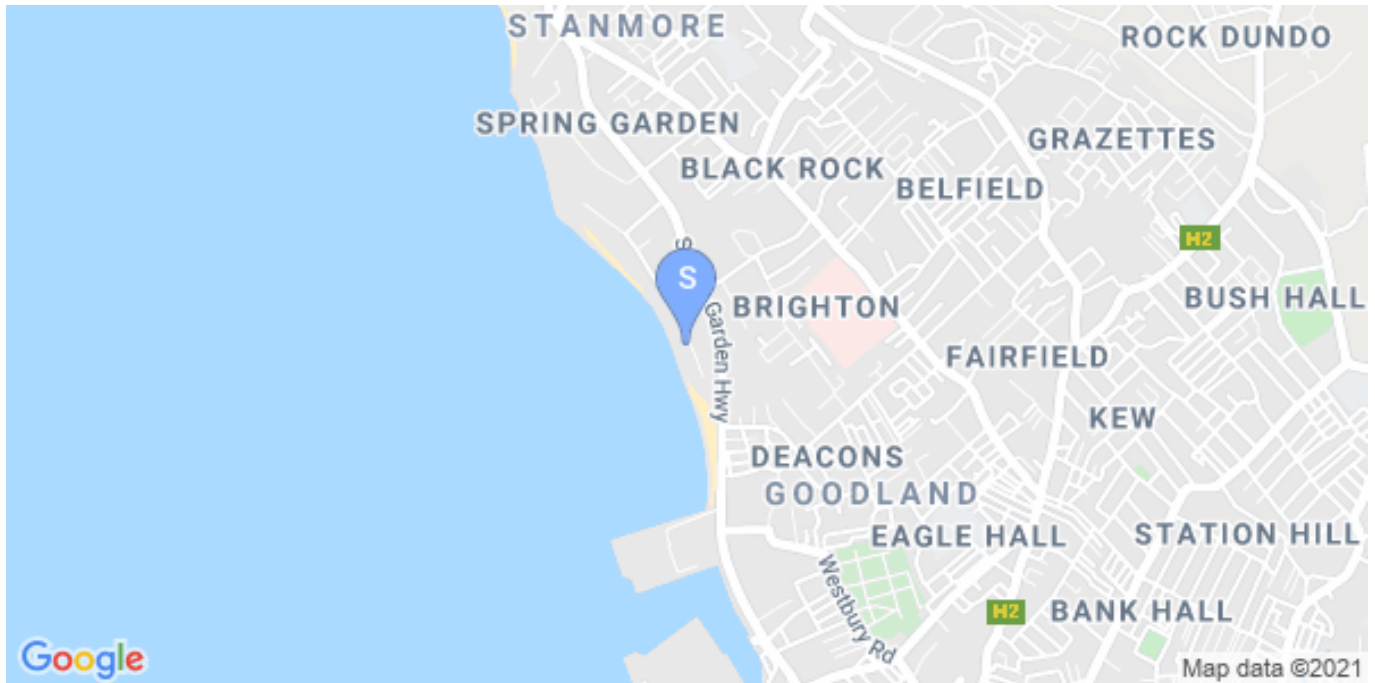 STANMORE
ROCK DUNDO
SPRING GARDEN
GRAZETTES
BLACK ROCK
BELFIELD
S
H2
S
BUSH HALL
BRIGHTON
Garden Hwy
FAIRFIELD
KEW
DEACONS
GOODLAND
EAGLE HALL
STATION HILL
Westbury Rd
H2
BANK HALL
Google
Map data ©2021